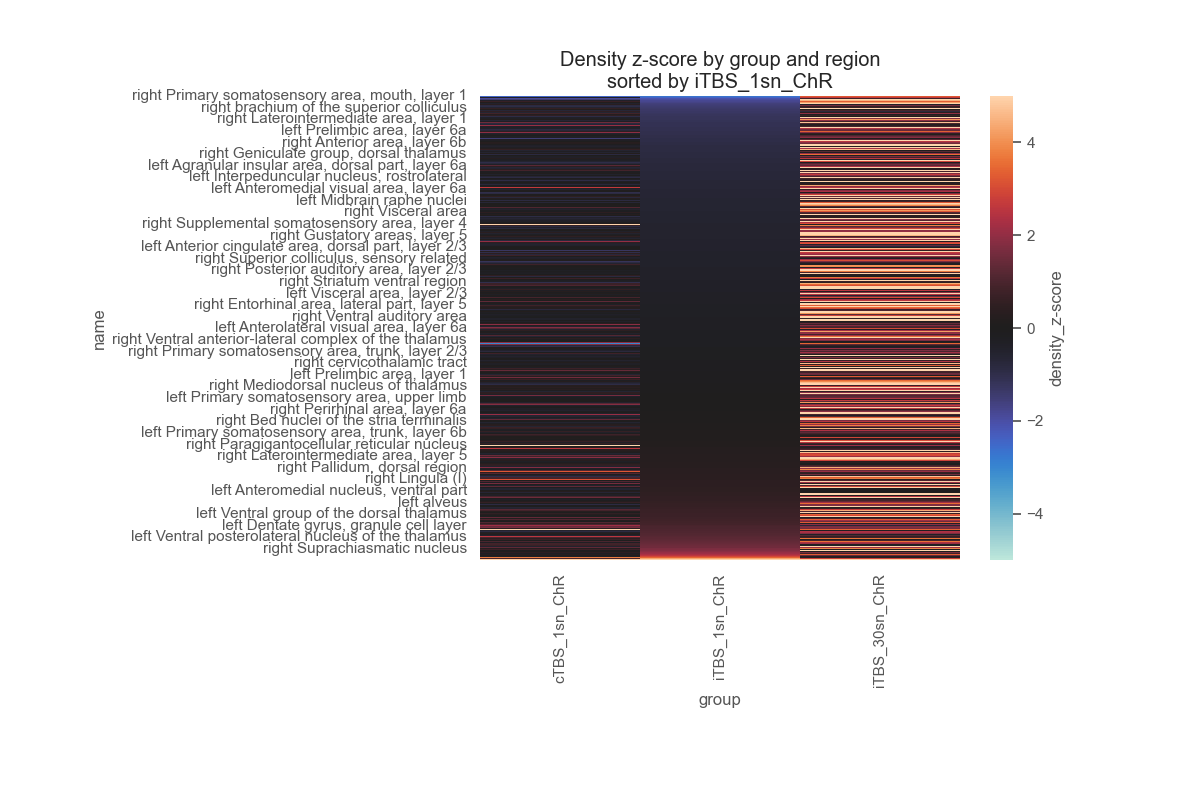 Density z-score by group and region
sorted by iTBS_1sn_ChR
right Primary somatosensory area, mouth, layer 1
right brachium of the superior colliculus
right Laterointermediate area, layer 1
left Prelimbic area, layer 6a
right Anterior area, layer 6b
right Geniculate group, dorsal thalamus
left Agranular insular area, dorsal part, layer 6a
left Interpeduncular nucleus, rostrolateral
left Anteromedial visual area, layer 6a
left Midbrain raphe nuclei
right Visceral area
right Supplemental somatosensory area, layer 4
right Gustatory areas, layer 5
left Anterior cingulate area, dorsal part, layer 2/3
right Superior colliculus, sensory related
right Posterior auditory area, layer 2/3
right Striatum ventral region
left Visceral area, layer 2/3
right Entorhinal area, lateral part, layer 5
right Ventral auditory area
left Anterolateral visual area, layer 6a
right Ventral anterior-lateral complex of the thalamus
right Primary somatosensory area, trunk, layer 2/3
right cervicothalamic tract
left Prelimbic area, layer 1
right Mediodorsal nucleus of thalamus
left Primary somatosensory area, upper limb
right Perirhinal area, layer 6a
right Bed nuclei of the stria terminalis
left Primary somatosensory area, trunk, layer 6b
right Paragigantocellular reticular nucleus
right Laterointermediate area, layer 5
right Pallidum, dorsal region
right Lingula (I)
left Anteromedial nucleus, ventral part
left alveus
left Ventral group of the dorsal thalamus
left Dentate gyrus, granule cell layer
left Ventral posterolateral nucleus of the thalamus
right Suprachiasmatic nucleus
name
cTBS_1sn_ChR
iTBS_1sn_ChR
iTBS_30sn_ChR
group
4
2
0
−2
−4
density_z-score